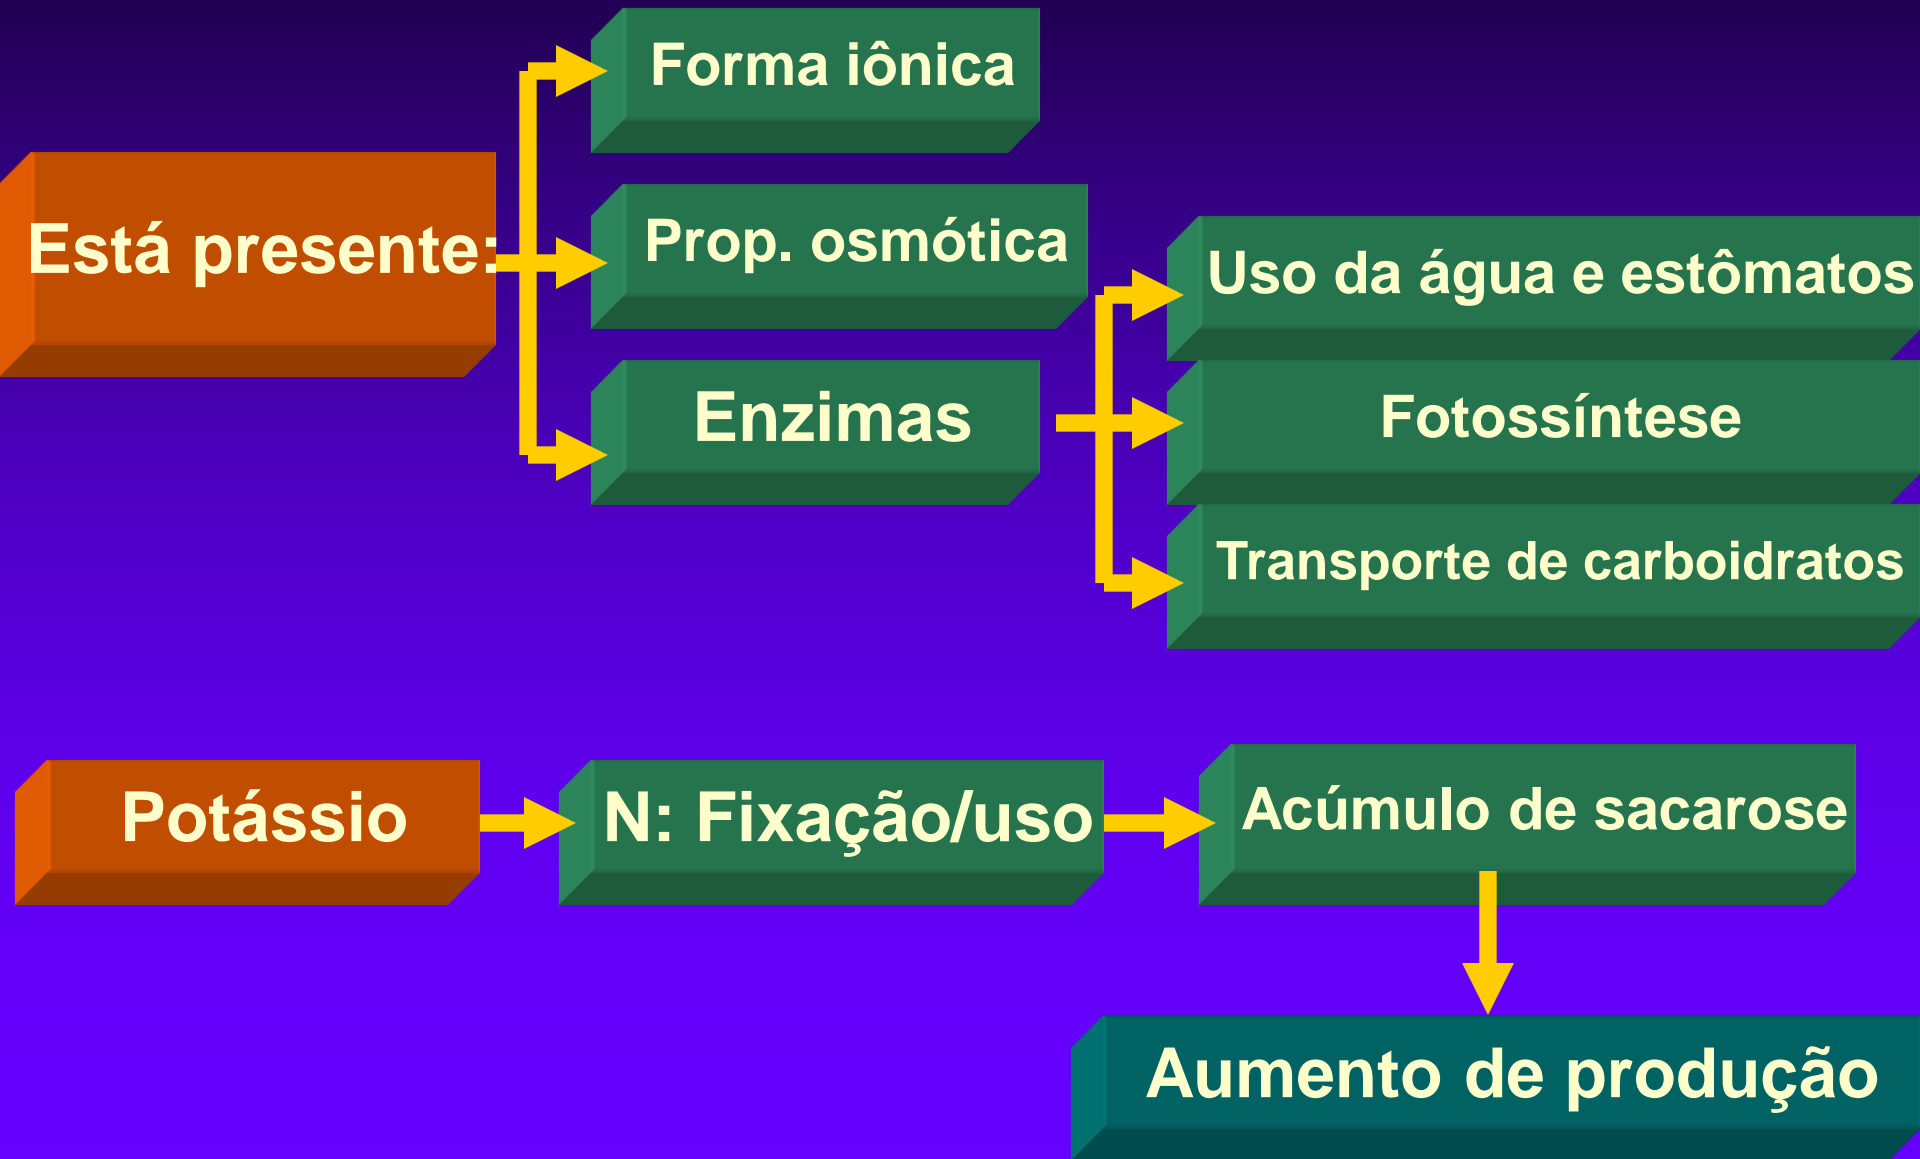 Forma iônica
Está presente:
Prop. osmótica
Uso da água e estômatos
Enzimas
Fotossíntese
Transporte de carboidratos
Potássio
N: Fixação/uso
Acúmulo de sacarose
Aumento de produção